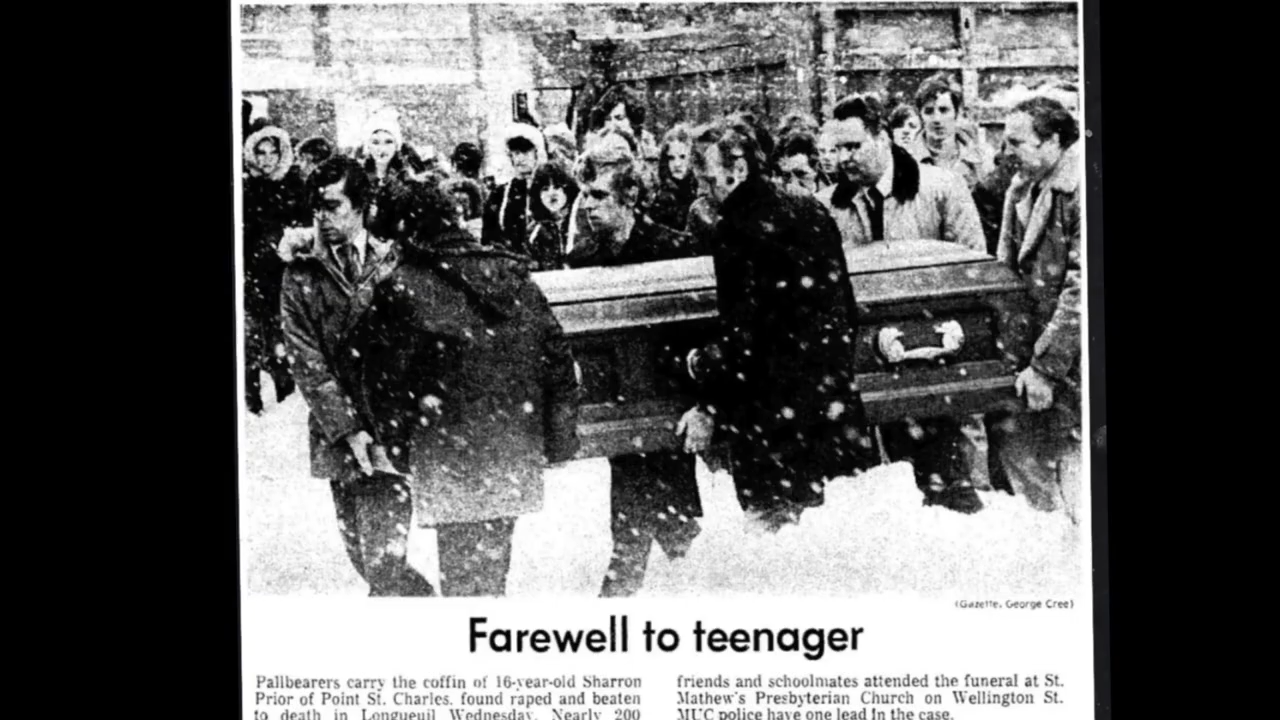 (Gazette, George Cree)
Farewell to teenager
Pallbearers carry the coffin of 16-year-old Sharron
Prior of Point St. Charles, found raped and beaten
to death in Longueuil Wednesday. Nearly 200
friends and schoolmates attended the funeral at St.
Mathew's Presbyterian Church on Wellington St.
MUC police have one lead in the case.